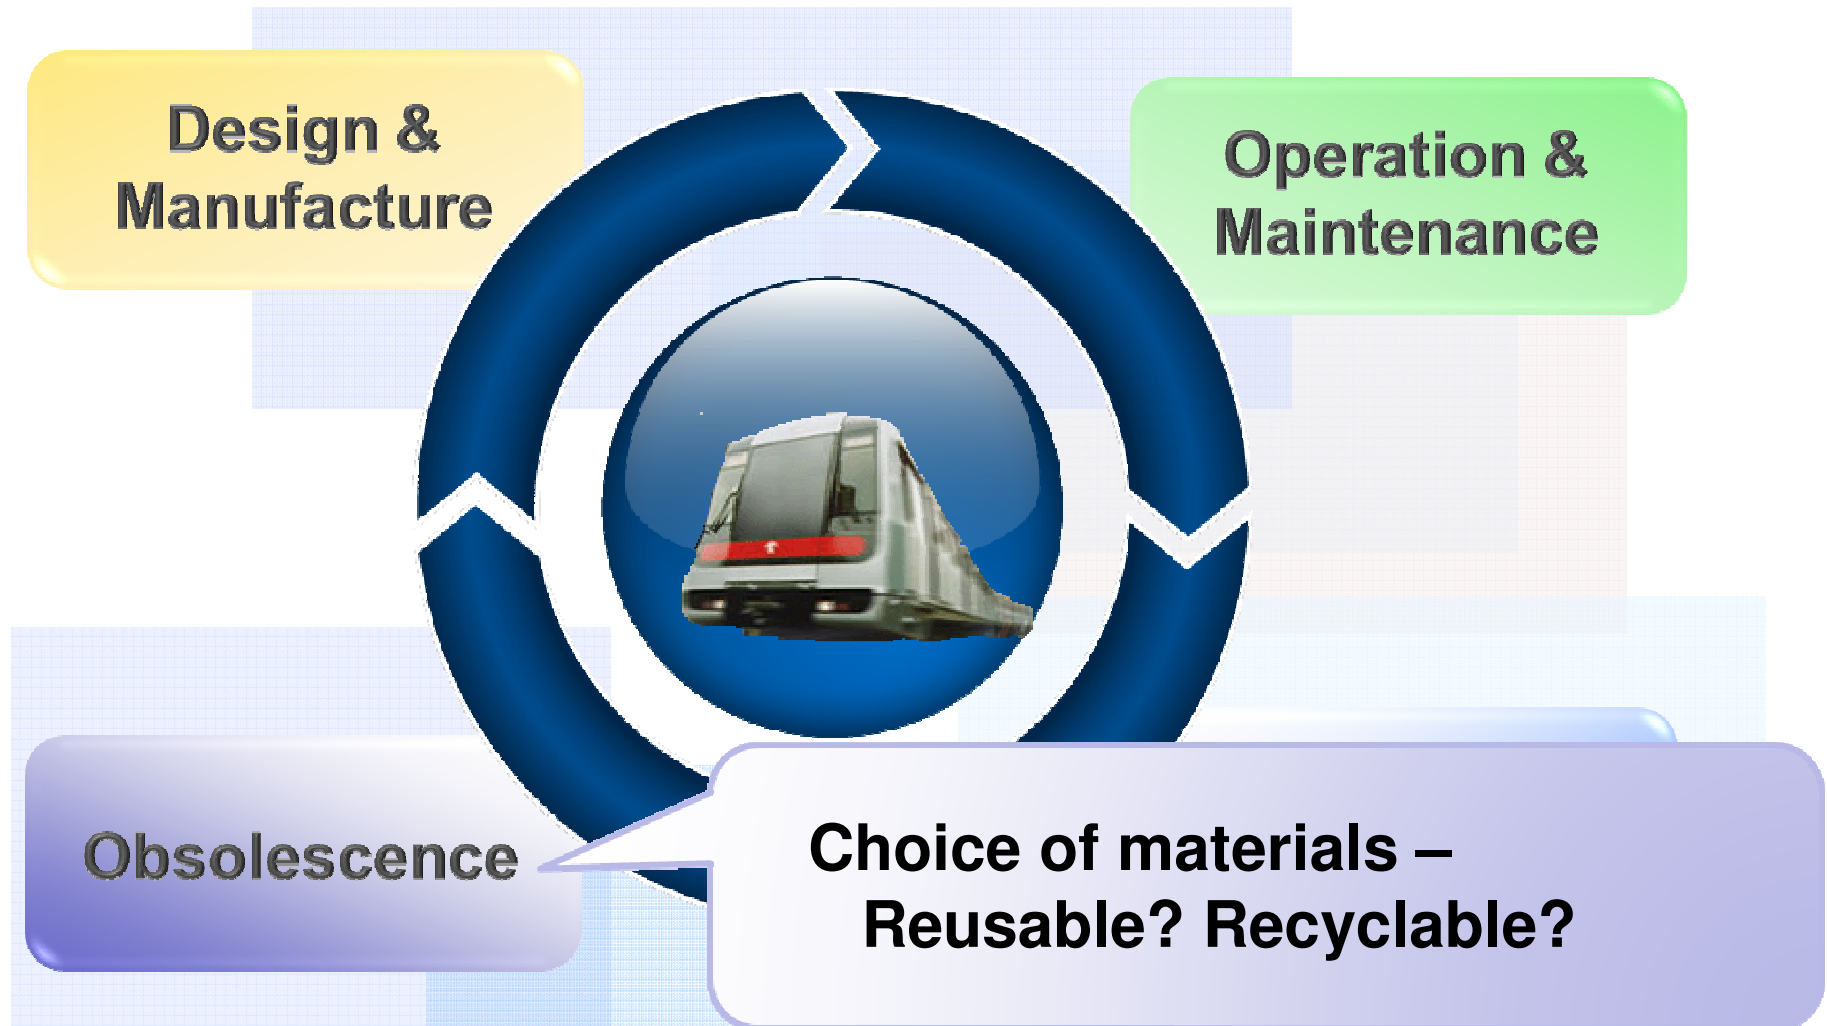 Design &
Manufacture
Operation &
Maintenance
Obsolescence
Choice of materials –
Reusable? Recyclable?